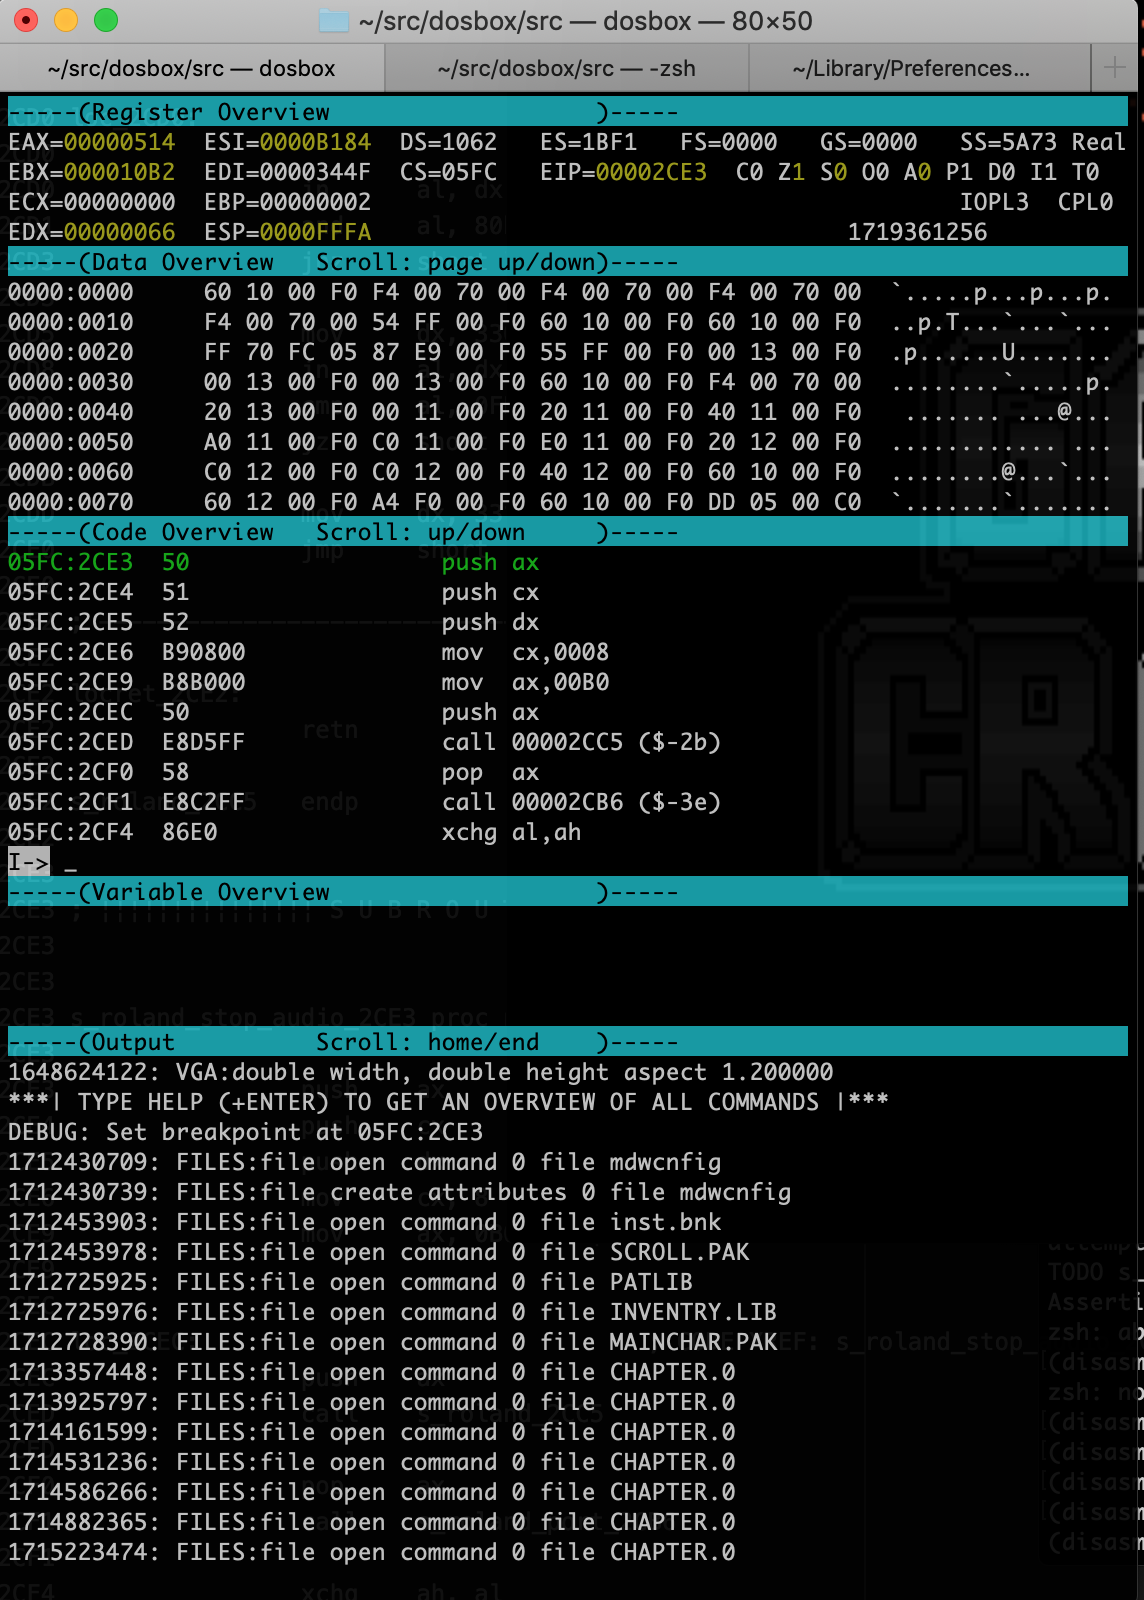 ~/src/dosbox/src — dosbox — 80×50
~/src/dosbox/src — dosbox ~/src/dosbox/src — -zsh ~/Library/Preferences...
-----(Register Overview                   )-----
EAX=00000514  ESI=0000B184  DS=1062   ES=1BF1   FS=0000   GS=0000   SS=5A73 Real
EBX=000010B2  EDI=0000344F  CS=05FC   EIP=00002CE3  C0 Z1 S0 O0 A0 P1 D0 I1 T0
ECX=00000000  EBP=00000002                                          IOPL3  CPL0
EDX=00000066  ESP=0000FFFA                                  1719361256
-----(Data Overview   Scroll: page up/down)-----
0000:0000     60 10 00 F0 F4 00 70 00 F4 00 70 00 F4 00 70 00  `.....p...p...p.
0000:0010     F4 00 70 00 54 FF 00 F0 60 10 00 F0 60 10 00 F0  ..p.T...`...`...
0000:0020     FF 70 FC 05 87 E9 00 F0 55 FF 00 F0 00 13 00 F0  .p......U.......
0000:0030     00 13 00 F0 00 13 00 F0 60 10 00 F0 F4 00 70 00  ........`.....p.
0000:0040     20 13 00 F0 00 11 00 F0 20 11 00 F0 40 11 00 F0   ....... ...@...
0000:0050     A0 11 00 F0 C0 11 00 F0 E0 11 00 F0 20 12 00 F0  ............ ...
0000:0060     C0 12 00 F0 C0 12 00 F0 40 12 00 F0 60 10 00 F0  ........@...`...
0000:0070     60 12 00 F0 A4 F0 00 F0 60 10 00 F0 DD 05 00 C0  `.......`.......
-----(Code Overview   Scroll: up/down     )-----
05FC:2CE3  50                  push ax
05FC:2CE4  51                  push cx
05FC:2CE5  52                  push dx
05FC:2CE6  B90800              mov  cx,0008
05FC:2CE9  B8B000              mov  ax,00B0
05FC:2CEC  50                  push ax
05FC:2CED  E8D5FF              call 00002CC5 ($-2b)
05FC:2CF0  58                  pop  ax
05FC:2CF1  E8C2FF              call 00002CB6 ($-3e)
05FC:2CF4  86E0                xchg al,ah
I-> _
-----(Variable Overview                   )-----
-----(Output          Scroll: home/end    )-----
1648624122: VGA:double width, double height aspect 1.200000
***| TYPE HELP (+ENTER) TO GET AN OVERVIEW OF ALL COMMANDS |***
DEBUG: Set breakpoint at 05FC:2CE3
1712430709: FILES:file open command 0 file mdwcnfig
1712430739: FILES:file create attributes 0 file mdwcnfig
1712453903: FILES:file open command 0 file inst.bnk
1712453978: FILES:file open command 0 file SCROLL.PAK
1712725925: FILES:file open command 0 file PATLIB
1712725976: FILES:file open command 0 file INVENTRY.LIB
1712728390: FILES:file open command 0 file MAINCHAR.PAK
1713357448: FILES:file open command 0 file CHAPTER.0
1713925797: FILES:file open command 0 file CHAPTER.0
1714161599: FILES:file open command 0 file CHAPTER.0
1714531236: FILES:file open command 0 file CHAPTER.0
1714586266: FILES:file open command 0 file CHAPTER.0
1714882365: FILES:file open command 0 file CHAPTER.0
1715223474: FILES:file open command 0 file CHAPTER.0